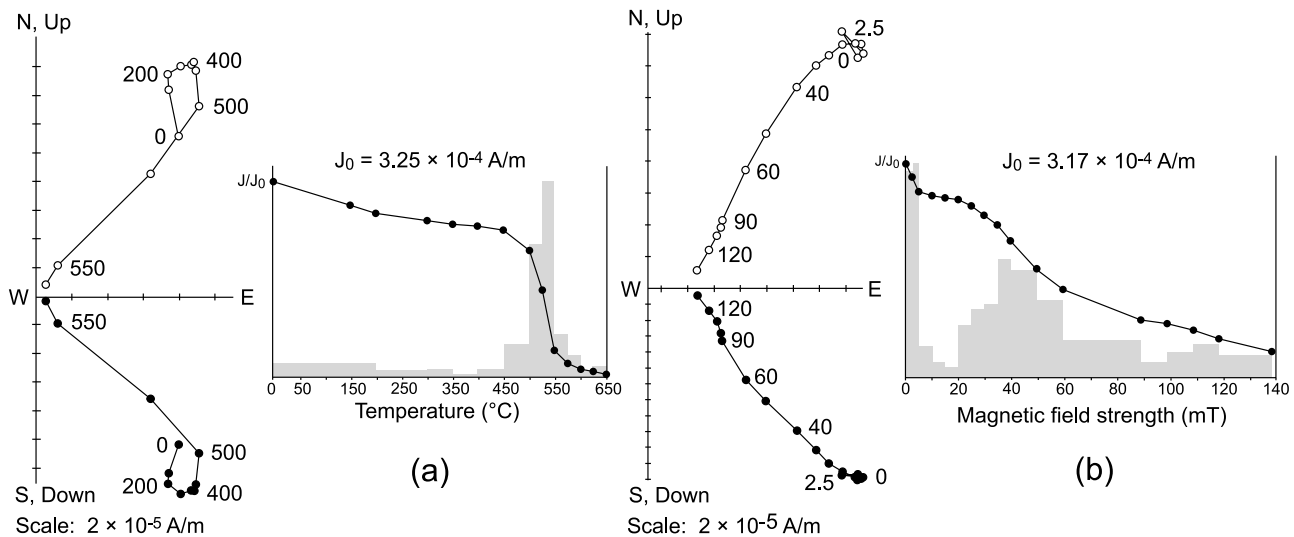 N, Up
400
200
500
0
550
W
E
550
0
500
200
400
S, Down
Scale: 2 × 10-5 A/m
J₀ = 3.25 × 10-4 A/m
J/J₀
0
50
150
250
350
450
550
650
Temperature (°C)
(a)
N, Up
2.5
0
40
60
90
120
W
E
120
90
60
40
2.5
0
S, Down
Scale: 2 × 10-5 A/m
J₀ = 3.17 × 10-4 A/m
J/J₀
0
20
40
60
80
100
120
140
Magnetic field strength (mT)
(b)